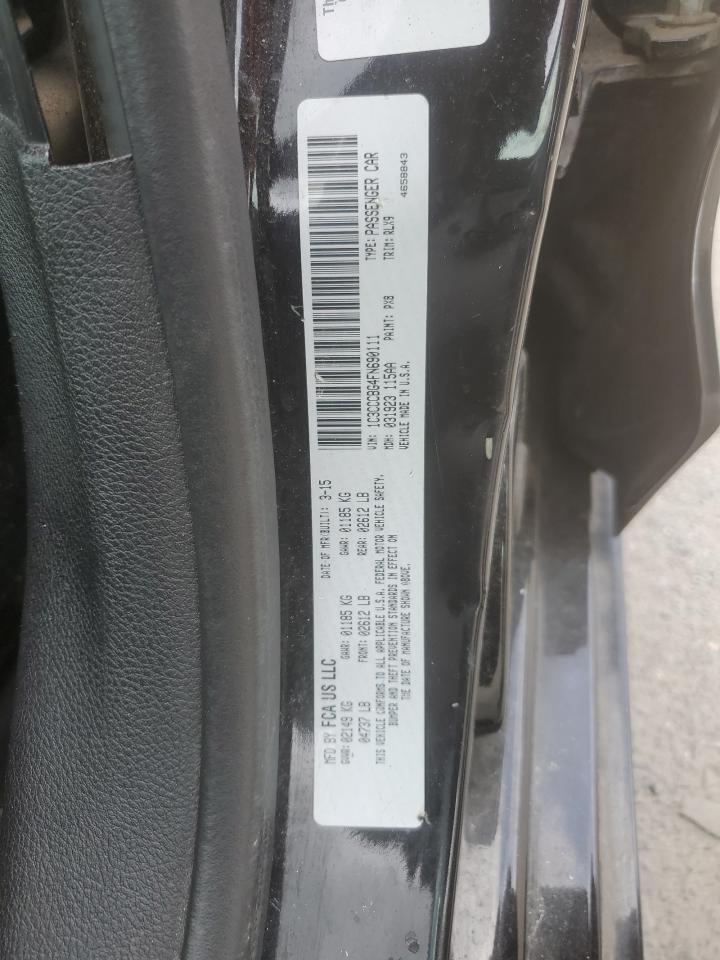 MFD BY FCA US LLC
DATE OF MFR(BUILT): 3-15
GVWR: 02149 KG
GAWR: 01185 KG
GAWR: 01185 KG
04737 LB
FRONT: 02612 LB
REAR: 02612 LB
THIS VEHICLE CONFORMS TO ALL APPLICABLE U.S.A. FEDERAL MOTOR VEHICLE SAFETY,
BUMPER AND THEFT PREVENTION STANDARDS IN EFFECT ON
THE DATE OF MANUFACTURE SHOWN ABOVE.
VIN: 1C3CCCBG4FN690111
TYPE: PASSENGER CAR
MDH: 031923 115AA
PAINT: PXB
TRIM: RLX9
VEHICLE MADE IN U.S.A.
4658843